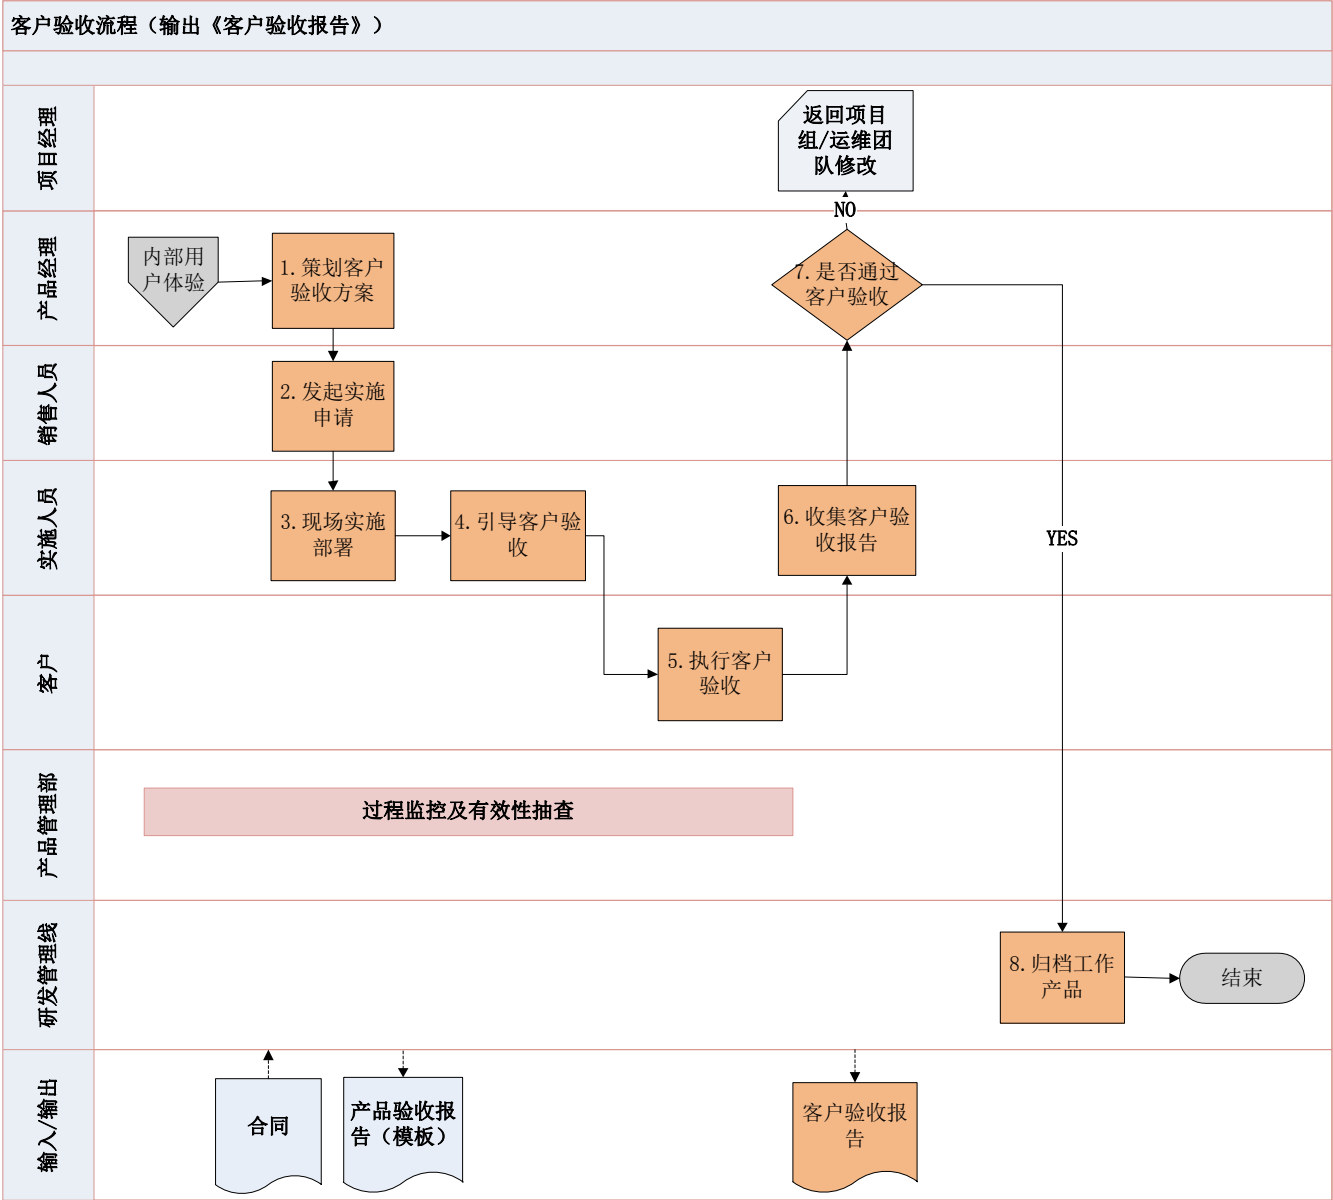 客户验收流程（输出《客户验收报告》）
项目经理
返回项目
组/运维团
队修改
NO
产品经理
内部用
户体验
1.策划客户
验收方案
7.是否通过
客户验收
销售人员
2.发起实施
申请
实施人员
3.现场实施
部署
4.引导客户验
收
6.收集客户验
收报告
YES
客户
5.执行客户
验收
产品管理部
过程监控及有效性抽查
研发管理线
8.归档工作
产品
结束
输入/输出
合同
产品验收报
告（模板）
客户验收报
告